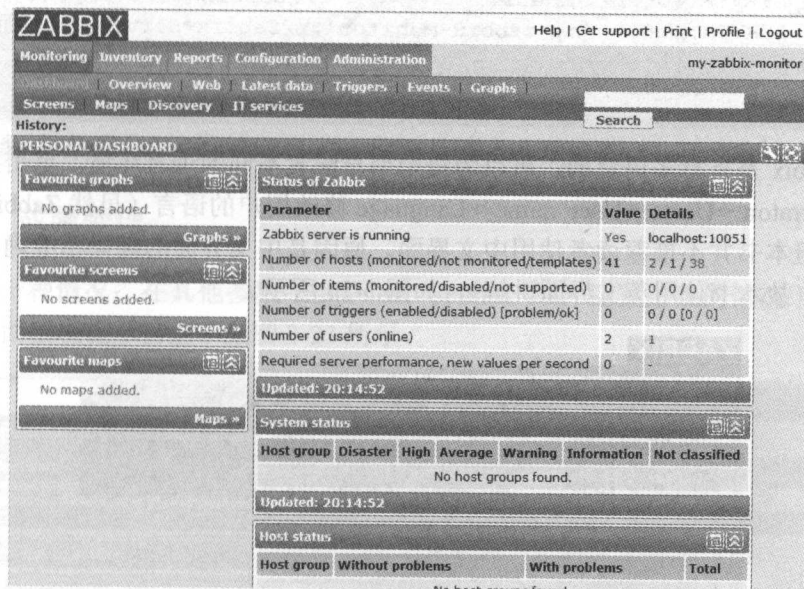 ZABBIX
Help | Get support | Print | Profile | Logout
Monitoring Inventory Reports Configuration Administration
my-zabbix-monitor
Dashboard | Overview | Web | Latest data | Triggers | Events | Graphs |
Screens | Maps | Discovery | IT services
Search
History:
PERSONAL DASHBOARD
Favourite graphs
No graphs added.
Graphs »
Favourite screens
No screens added.
Screens »
Favourite maps
No maps added.
Maps »
Status of Zabbix
Parameter Value Details
Zabbix server is running Yes localhost:10051
Number of hosts (monitored/not monitored/templates) 41 2 / 1 / 38
Number of items (monitored/disabled/not supported) 0 0 / 0 / 0
Number of triggers (enabled/disabled) [problem/ok] 0 0 / 0 [0 / 0]
Number of users (online) 2 1
Required server performance, new values per second 0 -
Updated: 20:14:52
System status
Host group Disaster High Average Warning Information Not classified
No host groups found.
Updated: 20:14:52
Host status
Host group Without problems With problems Total